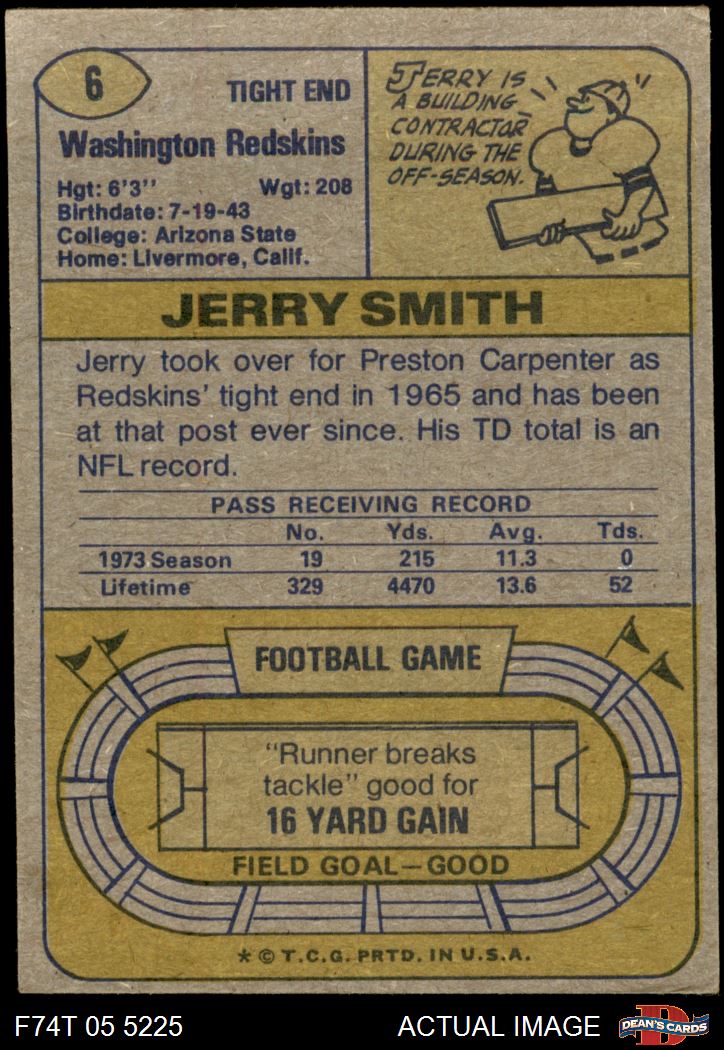 6
TIGHT END
Washington Redskins
Hgt: 6'3'' Wgt: 208
Birthdate: 7-19-43
College: Arizona State
Home: Livermore, Calif.
JERRY IS
A BUILDING
CONTRACTOR
DURING THE
OFF-SEASON.
JERRY SMITH
Jerry took over for Preston Carpenter as
Redskins' tight end in 1965 and has been
at that post ever since. His TD total is an
NFL record.
PASS RECEIVING RECORD
No. Yds. Avg. Tds.
1973 Season 19 215 11.3 0
Lifetime 329 4470 13.6 52
FOOTBALL GAME
"Runner breaks
tackle" good for
16 YARD GAIN
FIELD GOAL—GOOD
* © T.C.G. PRTD. IN U.S.A.
F74T 05 5225 ACTUAL IMAGE
D
DEAN'S CARDS